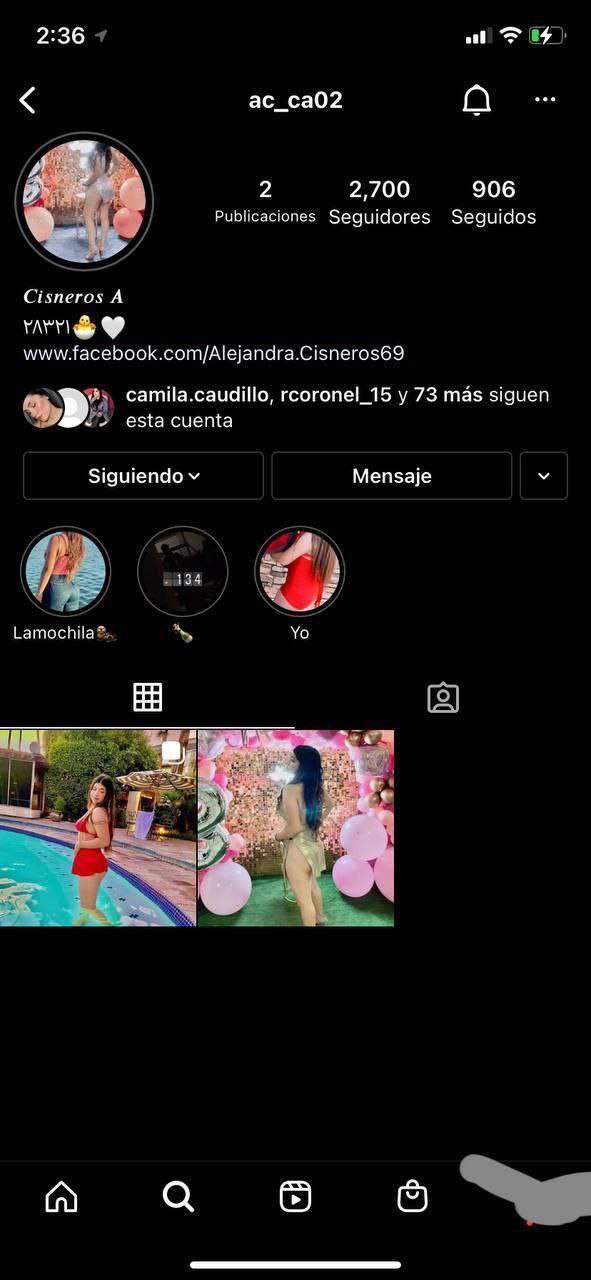 2:36
ac_ca02
2 2,700 906
Publicaciones Seguidores Seguidos
Cisneros A
٢٨٣٢١🐣🤍
www.facebook.com/Alejandra.Cisneros69
camila.caudillo, rcoronel_15 y 73 más siguen
esta cuenta
Siguiendo Mensaje
134
Lamochila🦦 🍾 Yo